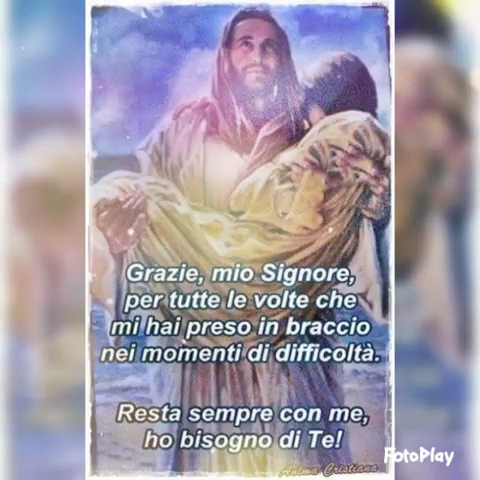 Grazie, mio Signore,
per tutte le volte che
mi hai preso in braccio
nei momenti di difficoltà.
Resta sempre con me,
ho bisogno di Te!
Anima Cristiana
FotoPlay